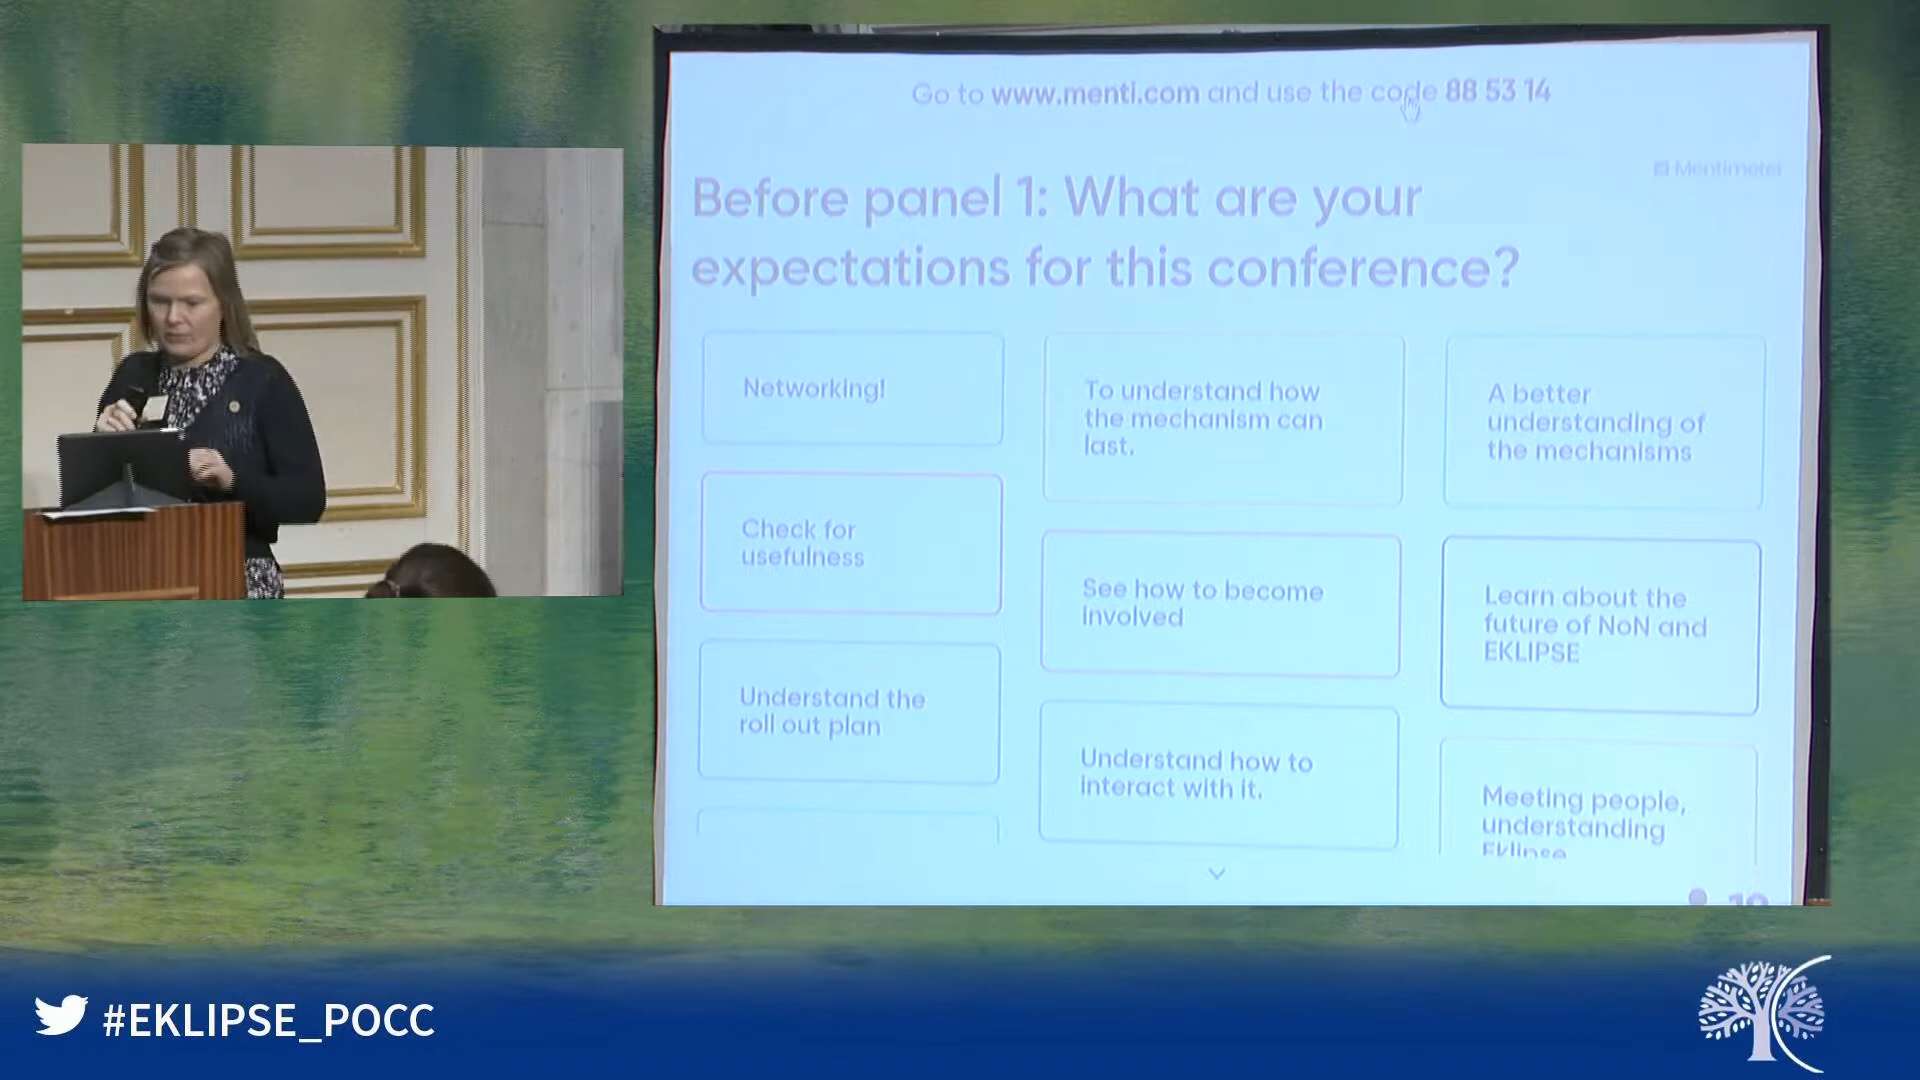 Go to www.menti.com and use the code 88 53 14
Mentimeter
Before panel 1: What are your
expectations for this conference?
Networking!
To understand how
the mechanism can
last.
A better
understanding of
the mechanisms
Check for
usefulness
See how to become
involved
Learn about the
future of NoN and
EKLIPSE
Understand the
roll out plan
Understand how to
interact with it.
Meeting people,
understanding
Eklipse
#EKLIPSE_POCC